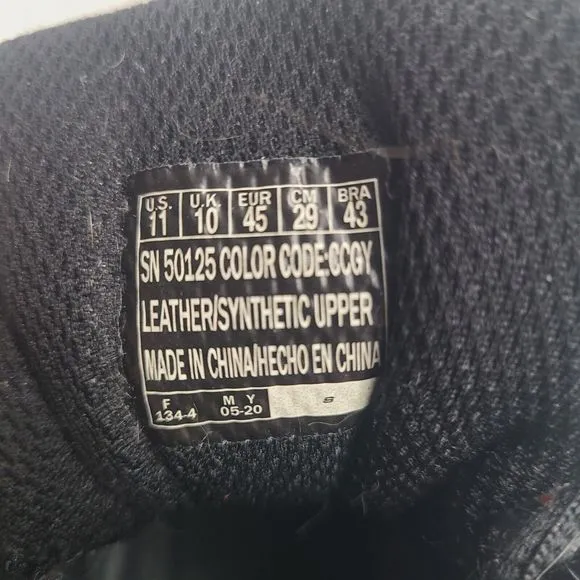 U.S. U.K. EUR CM BRA
11 10 45 29 43
SN 50125 COLOR CODE:CCGY
LEATHER/SYNTHETIC UPPER
MADE IN CHINA/HECHO EN CHINA
F M Y
134-4 05-20 S